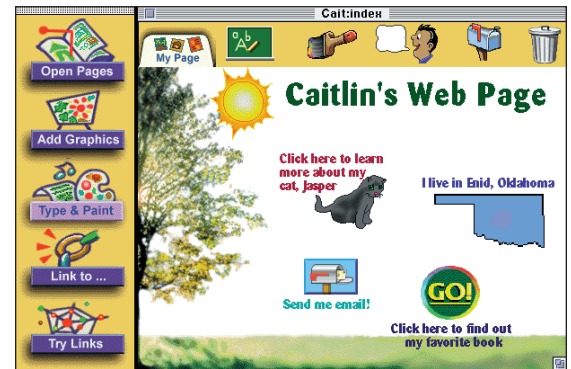 Cait:index
Open Pages
Add Graphics
Type & Paint
Link to ...
Try Links
My Page
a b
Caitlin's Web Page
Click here to learn
more about my
cat, Jasper
I live in Enid, Oklahoma
Send me email!
GO!
Click here to find out
my favorite book